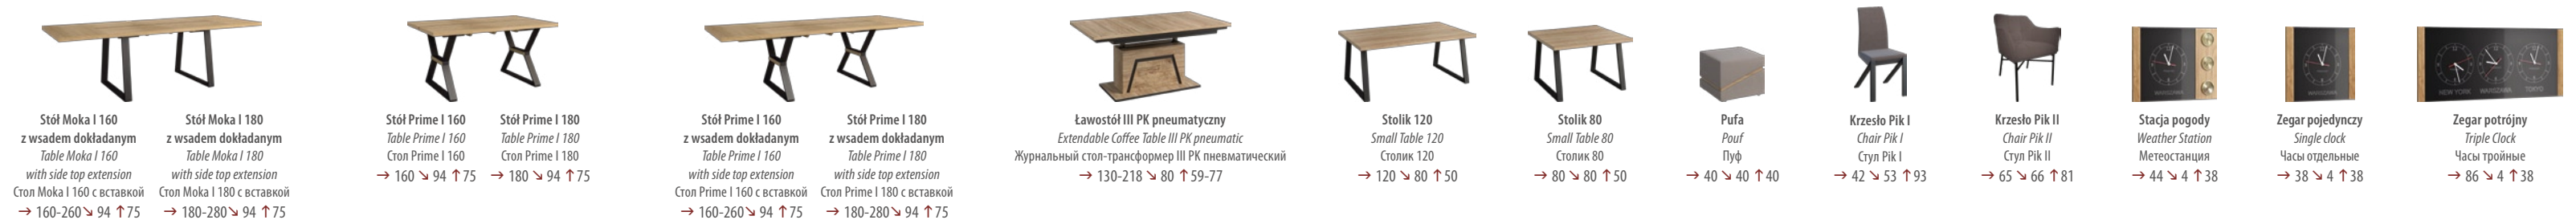 Stół Moka I 160
z wsadem dokładanym
Table Moka I 160
with side top extension
Стол Moka I 160 с вставкой
→ 160-260 ↘ 94 ↑ 75
Stół Moka I 180
z wsadem dokładanym
Table Moka I 180
with side top extension
Стол Moka I 180 с вставкой
→ 180-280 ↘ 94 ↑ 75
Stół Prime I 160
Table Prime I 160
Стол Prime I 160
→ 160 ↘ 94 ↑ 75
Stół Prime I 180
Table Prime I 180
Стол Prime I 180
→ 180 ↘ 94 ↑ 75
Stół Prime I 160
z wsadem dokładanym
Table Prime I 160
with side top extension
Стол Prime I 160 с вставкой
→ 160-260 ↘ 94 ↑ 75
Stół Prime I 180
z wsadem dokładanym
Table Prime I 180
with side top extension
Стол Prime I 180 с вставкой
→ 180-280 ↘ 94 ↑ 75
Ławostół III PK pneumatyczny
Extendable Coffee Table III PK pneumatic
Журнальный стол-трансформер III PK пневматический
→ 130-218 ↘ 80 ↑ 59-77
Stolik 120
Small Table 120
Столик 120
→ 120 ↘ 80 ↑ 50
Stolik 80
Small Table 80
Столик 80
→ 80 ↘ 80 ↑ 50
Pufa
Pouf
Пуф
→ 40 ↘ 40 ↑ 40
Krzesło Pik I
Chair Pik I
Стул Pik I
→ 42 ↘ 53 ↑ 93
Krzesło Pik II
Chair Pik II
Стул Pik II
→ 65 ↘ 66 ↑ 81
WARSZAWA
Stacja pogody
Weather Station
Метеостанция
→ 44 ↘ 4 ↑ 38
WARSZAWA
Zegar pojedynczy
Single clock
Часы отдельные
→ 38 ↘ 4 ↑ 38
NEW YORK WARSZAWA TOKYO
Zegar potrójny
Triple Clock
Часы тройные
→ 86 ↘ 4 ↑ 38